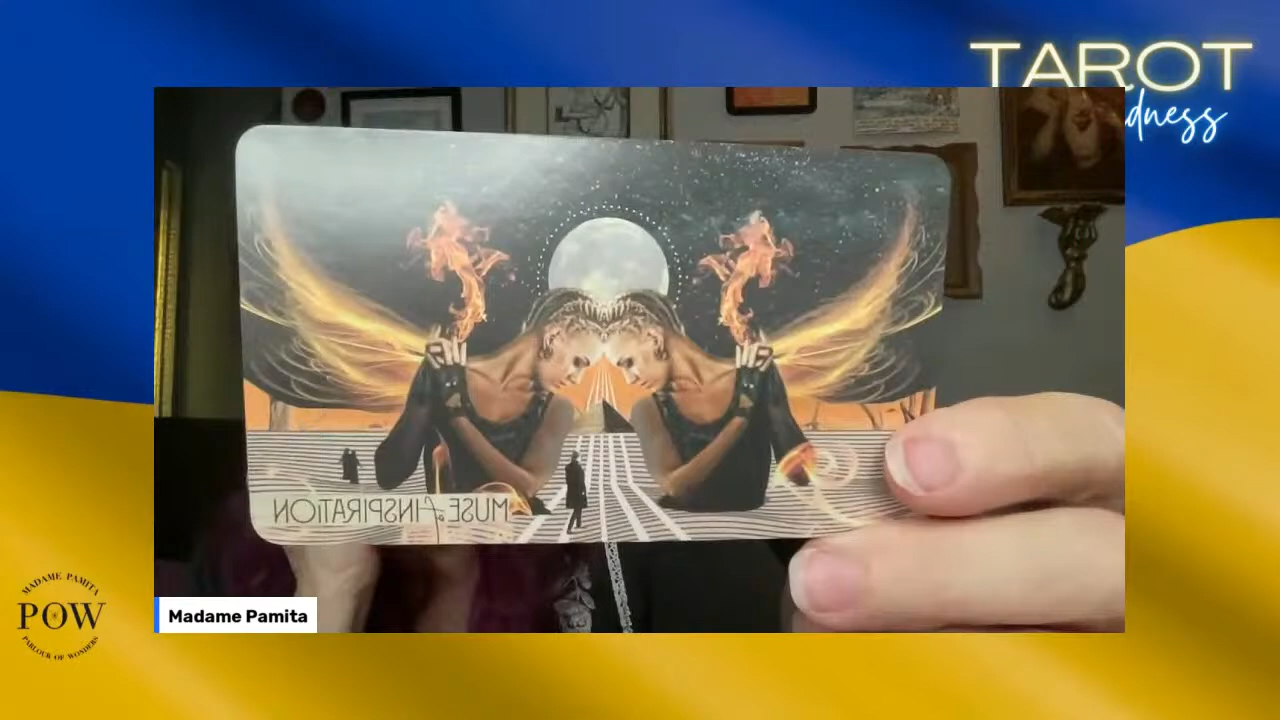 TAROT
dness
MUSE of INSPIRATION
Madame Pamita
MADAME PAMITA
POW
PARLOUR OF WONDERS